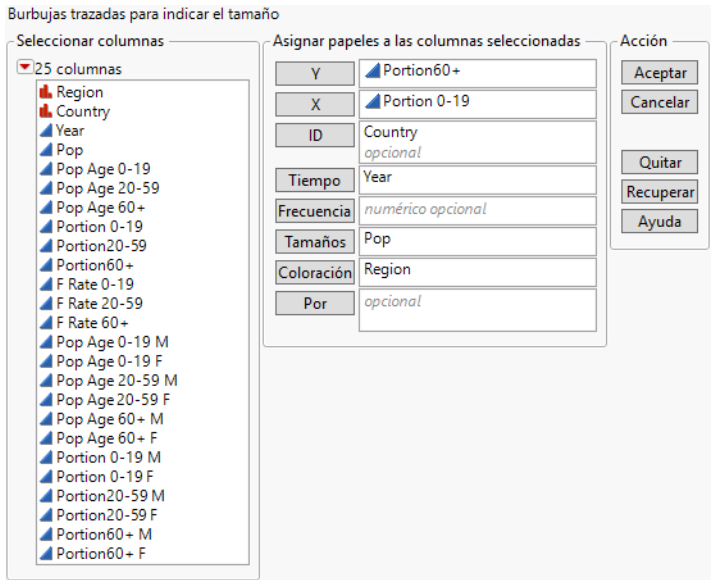 Burbujas trazadas para indicar el tamaño
Seleccionar columnas
25 columnas
Region
Country
Year
Pop
Pop Age 0-19
Pop Age 20-59
Pop Age 60+
Portion 0-19
Portion20-59
Portion60+
F Rate 0-19
F Rate 20-59
F Rate 60+
Pop Age 0-19 M
Pop Age 0-19 F
Pop Age 20-59 M
Pop Age 20-59 F
Pop Age 60+ M
Pop Age 60+ F
Portion 0-19 M
Portion 0-19 F
Portion20-59 M
Portion20-59 F
Portion60+ M
Portion60+ F
Asignar papeles a las columnas seleccionadas
Y Portion60+
X Portion 0-19
ID Country
opcional
Tiempo Year
Frecuencia numérico opcional
Tamaños Pop
Coloración Region
Por opcional
Acción
Aceptar
Cancelar
Quitar
Recuperar
Ayuda